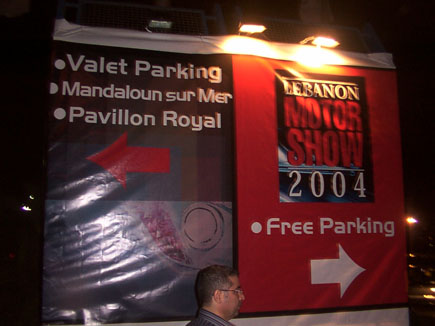 • Valet Parking
• Mandaloun sur Mer
• Pavillon Royal
LEBANON
MOTOR
SHOW
2004
• Free Parking